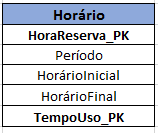 Horário
HoraReserva_PK
Período
HorárioInicial
HorárioFinal
TempoUso_PK